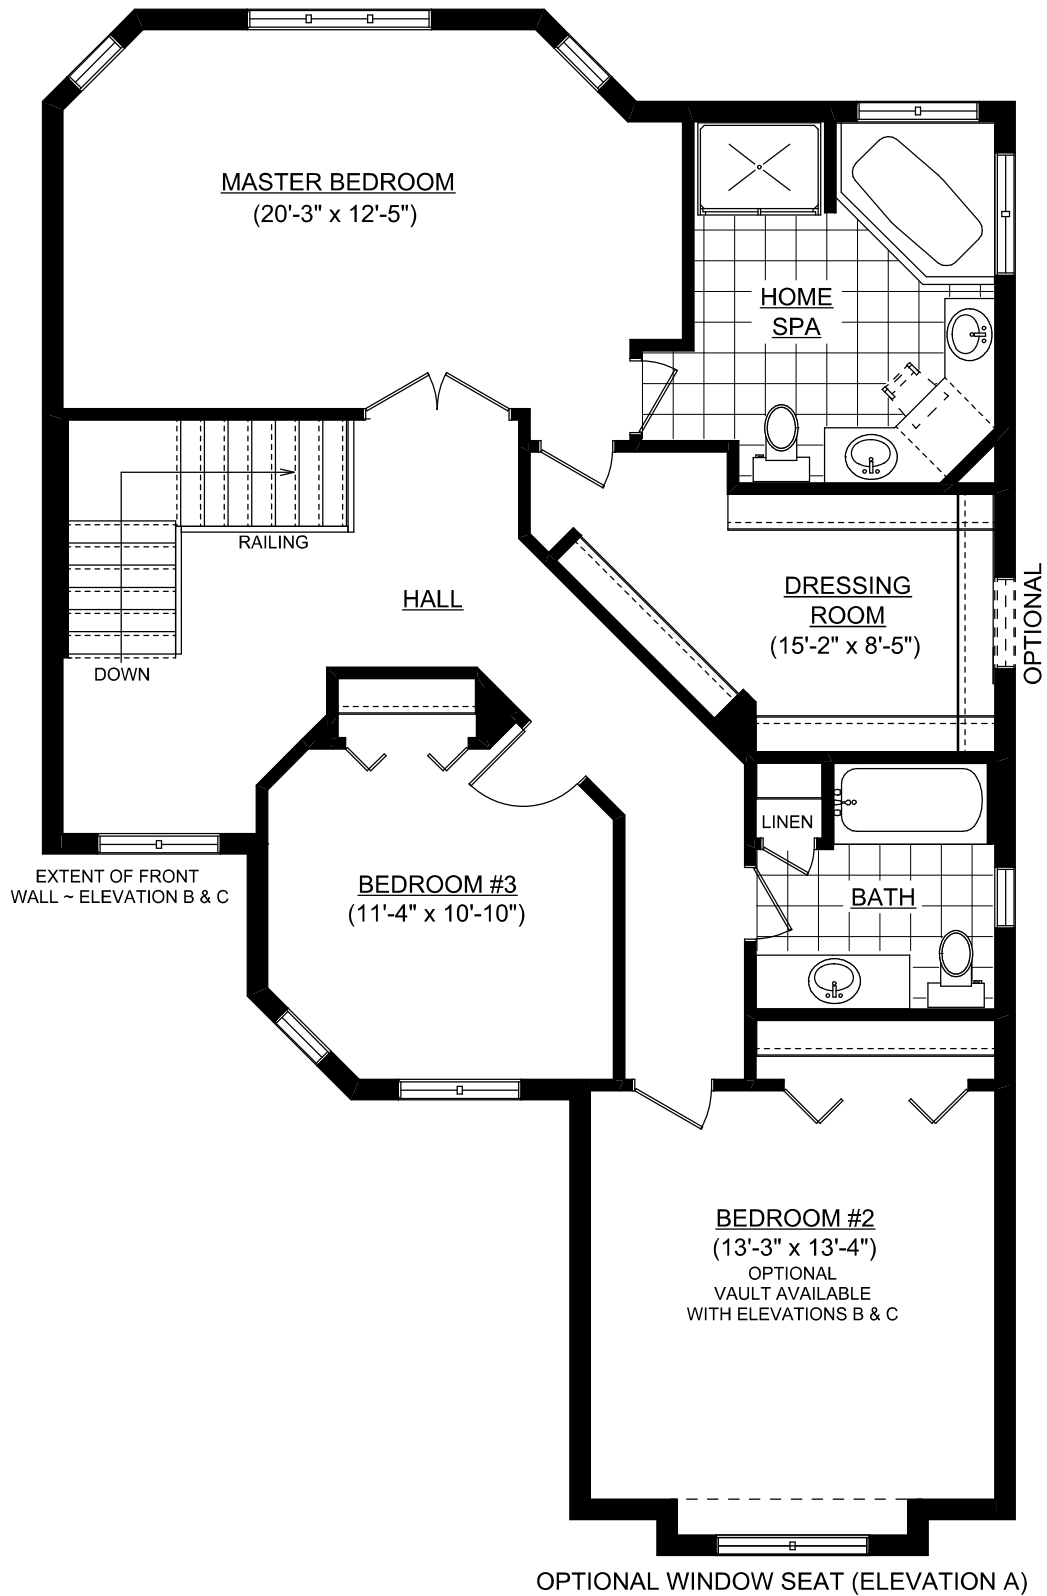 MASTER BEDROOM
(20'-3" x 12'-5")
HOME
SPA
RAILING
HALL
DOWN
DRESSING
ROOM
(15'-2" x 8'-5")
OPTIONAL
LINEN
EXTENT OF FRONT
WALL ~ ELEVATION B & C
BEDROOM #3
(11'-4" x 10'-10")
BATH
BEDROOM #2
(13'-3" x 13'-4")
OPTIONAL
VAULT AVAILABLE
WITH ELEVATIONS B & C
OPTIONAL WINDOW SEAT (ELEVATION A)